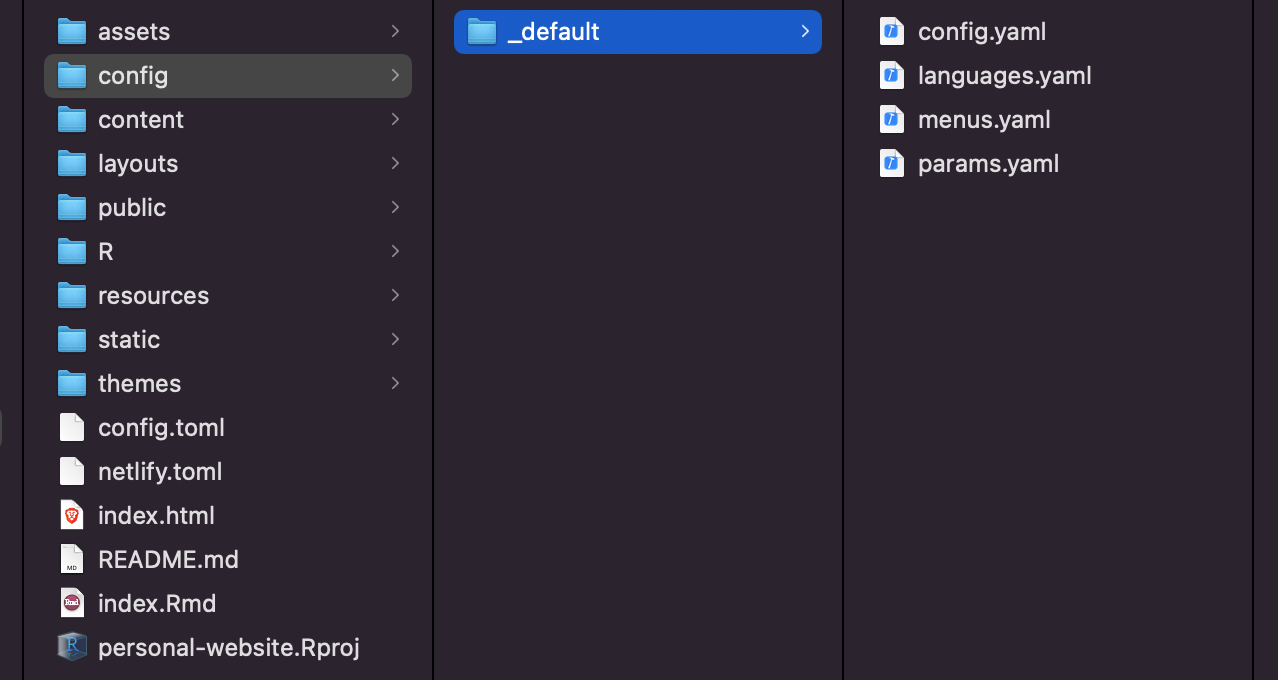 assets
config
content
layouts
public
R
resources
static
themes
config.toml
netlify.toml
index.html
README.md
index.Rmd
personal-website.Rproj
_default
config.yaml
languages.yaml
menus.yaml
params.yaml
MD
Rmd
R